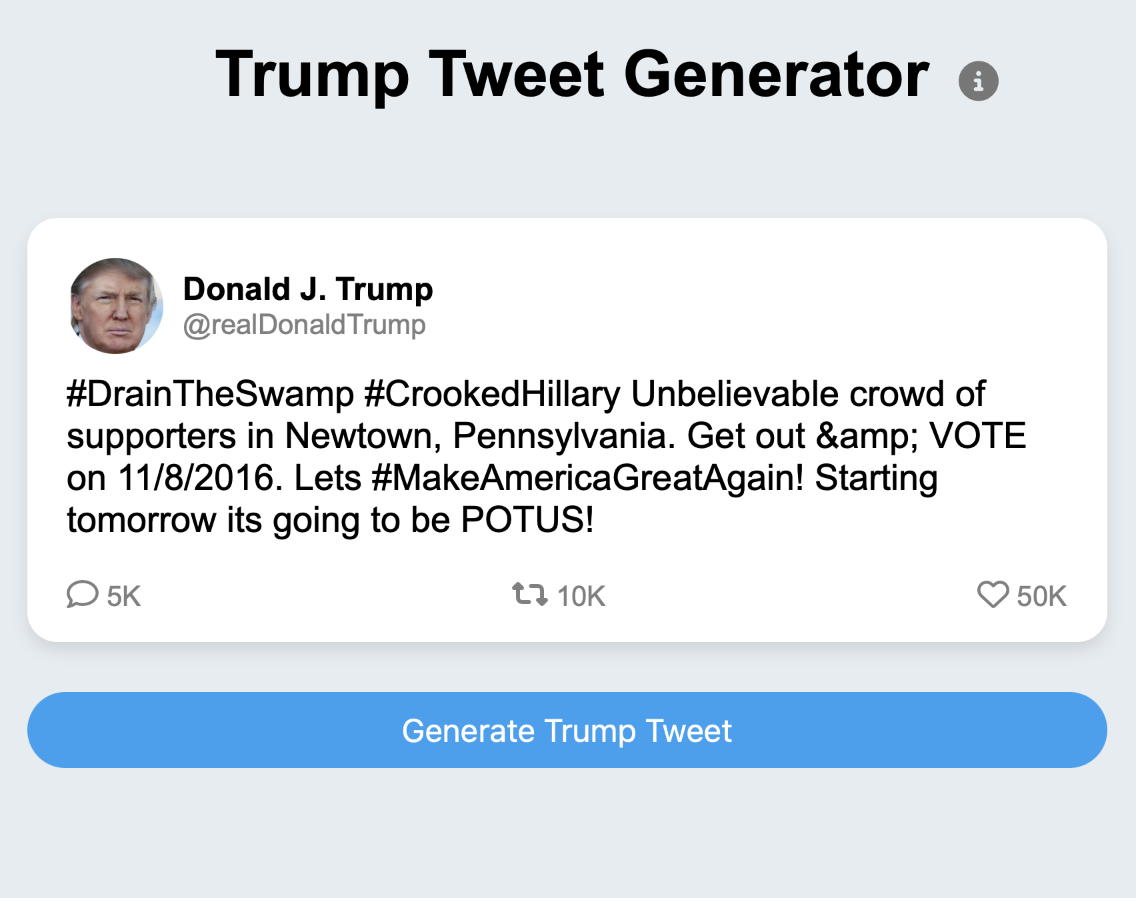 Trump Tweet Generator
Donald J. Trump
@realDonaldTrump
#DrainTheSwamp #CrookedHillary Unbelievable crowd of
supporters in Newtown, Pennsylvania. Get out &amp; VOTE
on 11/8/2016. Lets #MakeAmericaGreatAgain! Starting
tomorrow its going to be POTUS!
5K 10K 50K
Generate Trump Tweet